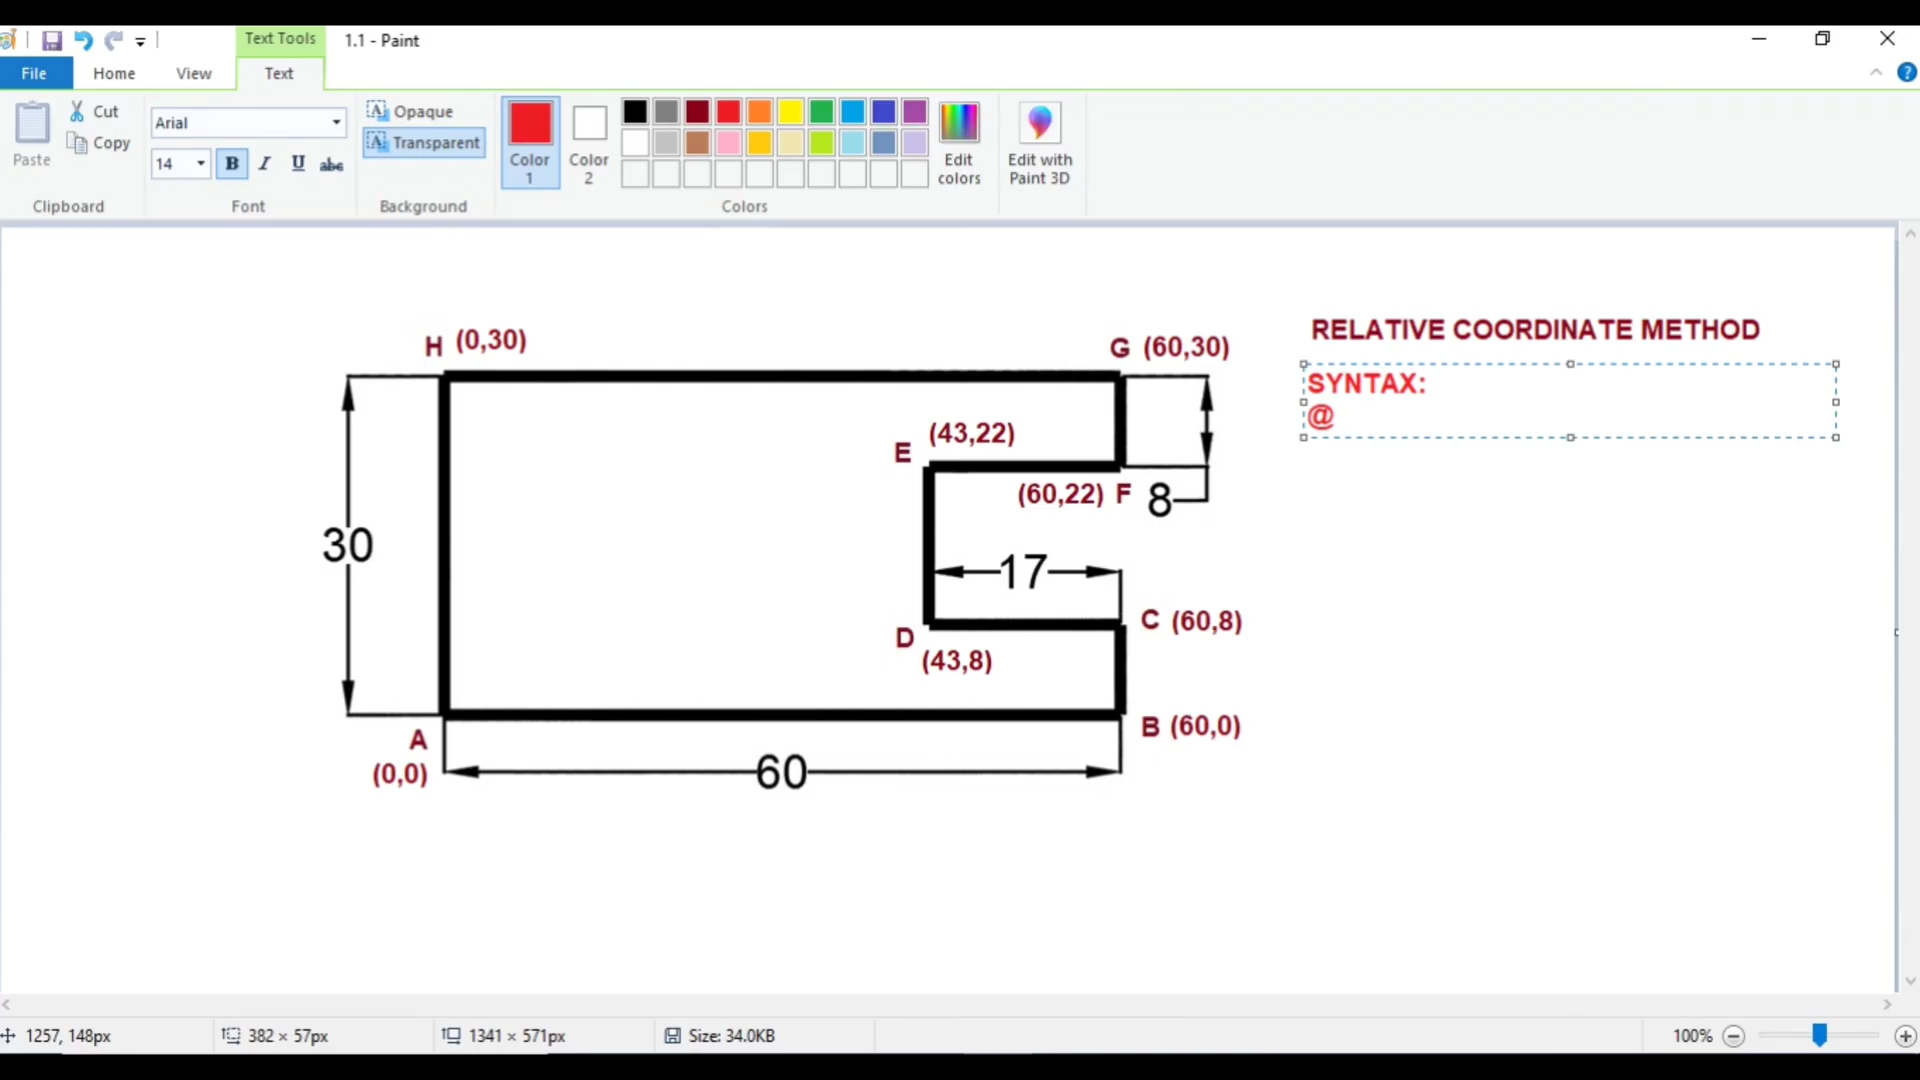 Text Tools
1.1 - Paint
File
Home
View
Text
?
Paste
Cut
Copy
Clipboard
Arial
14
B I U abc
Font
Opaque
Transparent
Background
Color 1
Color 2
Edit colors
Colors
Edit with Paint 3D
H (0,30)
G (60,30)
RELATIVE COORDINATE METHOD
SYNTAX:
@
(43,22)
E
(60,22) F
8
30
17
C (60,8)
D
(43,8)
B (60,0)
A
(0,0)
60
1257, 148px
382 × 57px
1341 × 571px
Size: 34.0KB
100%